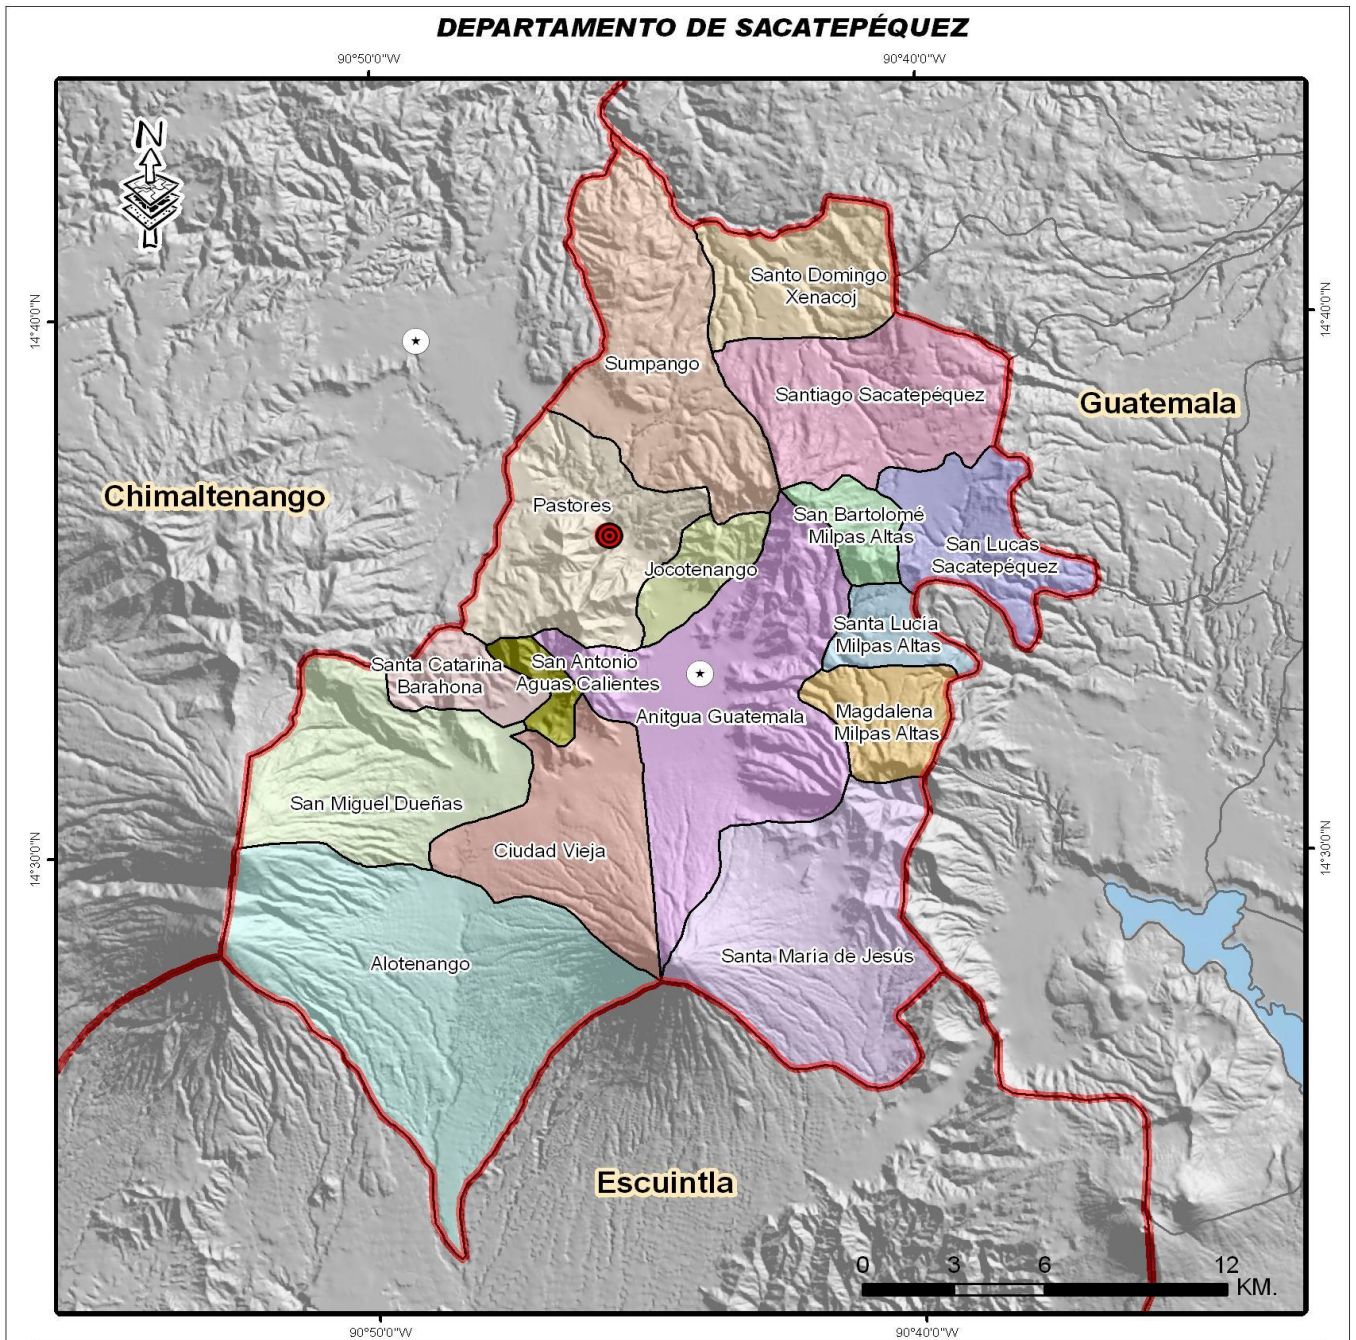 DEPARTAMENTO DE SACATEPÉQUEZ
90°50'0"W
90°40'0"W
N
14°40'0"N
14°40'0"N
Santo Domingo
Xenacoj
Sumpango
Santiago Sacatepéquez
Guatemala
Chimaltenango
Pastores
San Bartolomé
Milpas Altas
San Lucas
Sacatepéquez
Jocotenango
Santa Lucía
Milpas Altas
Santa Catarina
Barahona
San Antonio
Aguas Calientes
Anitgua Guatemala
Magdalena
Milpas Altas
San Miguel Dueñas
Ciudad Vieja
14°30'0"N
14°30'0"N
Alotenango
Santa María de Jesús
Escuintla
0 3 6 12
KM.
90°50'0"W
90°40'0"W